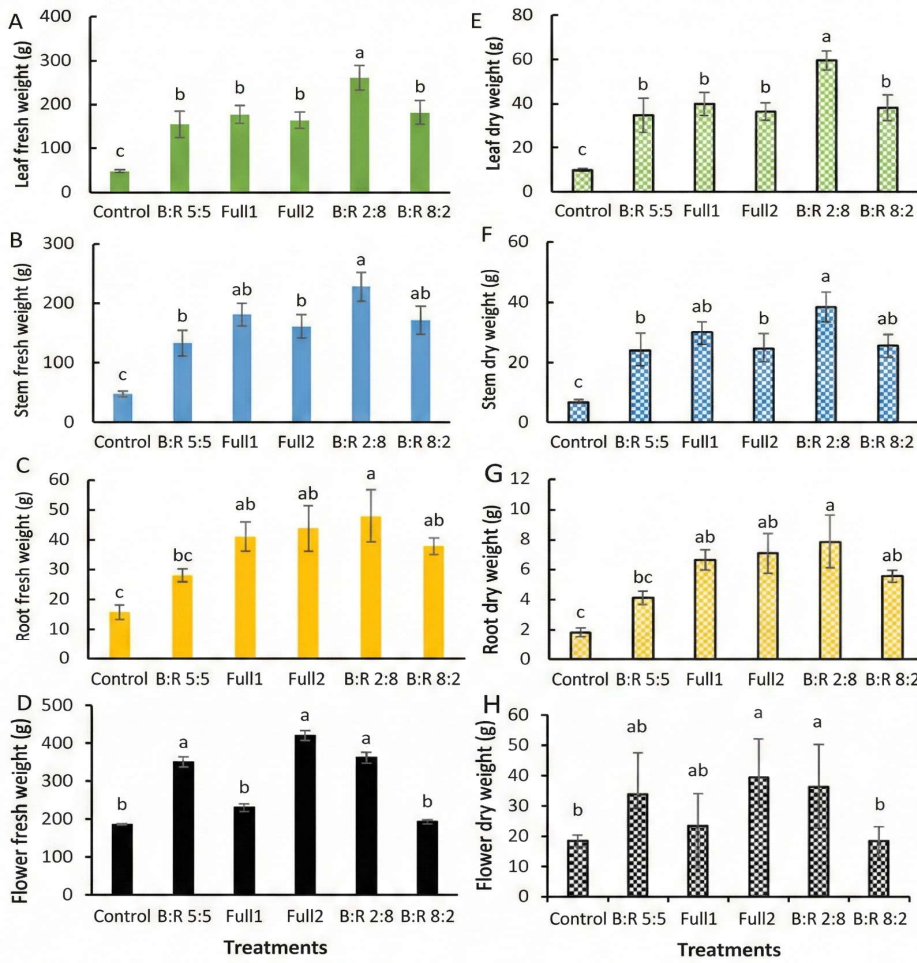 A
Leaf fresh weight (g)
400
300
200
100
0
a
b
b
b
b
c
Control B:R 5:5 Full1 Full2 B:R 2:8 B:R 8:2
E
Leaf dry weight (g)
80
60
40
20
0
a
b
b
b
b
c
Control B:R 5:5 Full1 Full2 B:R 2:8 B:R 8:2
B
Stem fresh weight (g)
300
200
100
0
c
b
ab
b
a
ab
Control B:R 5:5 Full1 Full2 B:R 2:8 B:R 8:2
F
Stem dry weight (g)
60
40
20
0
c
b
ab
b
a
ab
Control B:R 5:5 Full1 Full2 B:R 2:8 B:R 8:2
C
Root fresh weight (g)
60
50
40
30
20
10
0
c
bc
ab
ab
a
ab
Control B:R 5:5 Full1 Full2 B:R 2:8 B:R 8:2
G
Root dry weight (g)
12
10
8
6
4
2
0
c
bc
ab
ab
a
ab
Control B:R 5:5 Full1 Full2 B:R 2:8 B:R 8:2
D
Flower fresh weight (g)
500
400
300
200
100
0
b
a
b
a
a
b
Control B:R 5:5 Full1 Full2 B:R 2:8 B:R 8:2
Treatments
H
Flower dry weight (g)
60
50
40
30
20
10
0
b
ab
ab
a
a
b
Control B:R 5:5 Full1 Full2 B:R 2:8 B:R 8:2
Treatments